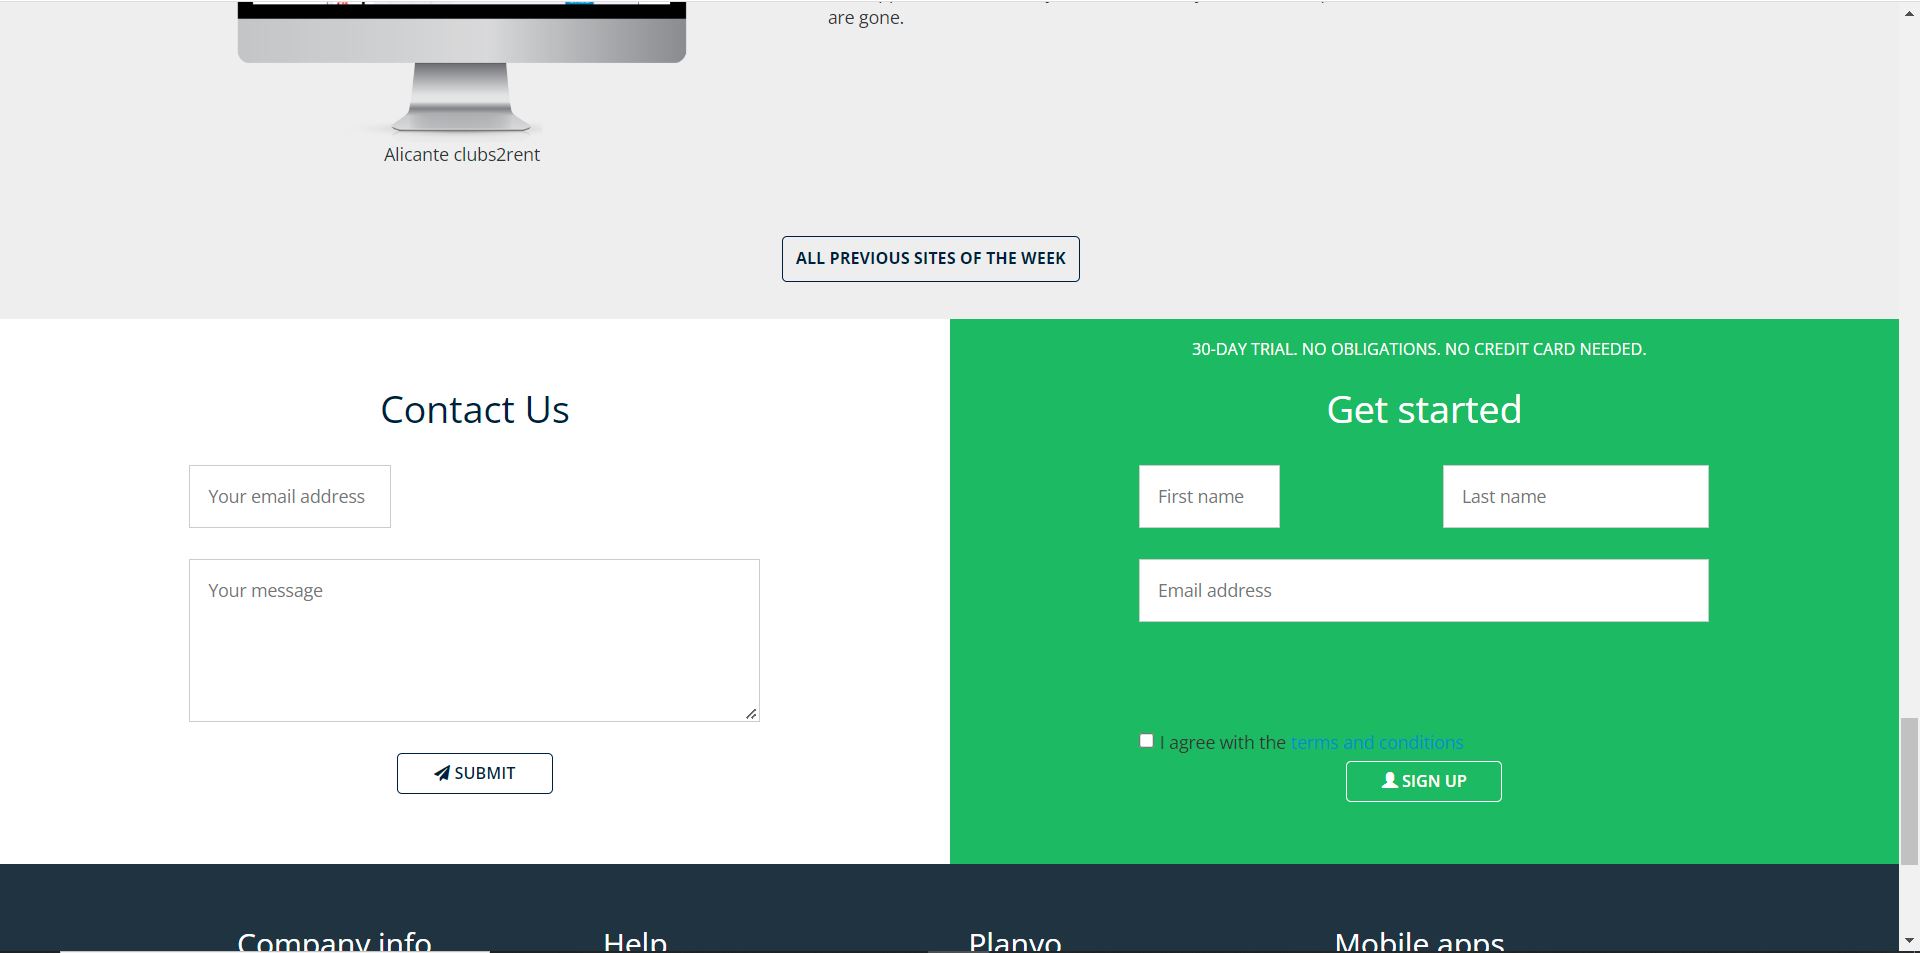 are gone.
Alicante clubs2rent
ALL PREVIOUS SITES OF THE WEEK
30-DAY TRIAL. NO OBLIGATIONS. NO CREDIT CARD NEEDED.
Contact Us
Get started
Your email address
First name
Last name
Your message
Email address
I agree with the terms and conditions
SUBMIT
SIGN UP
Company info
Help
Planyo
Mobile apps